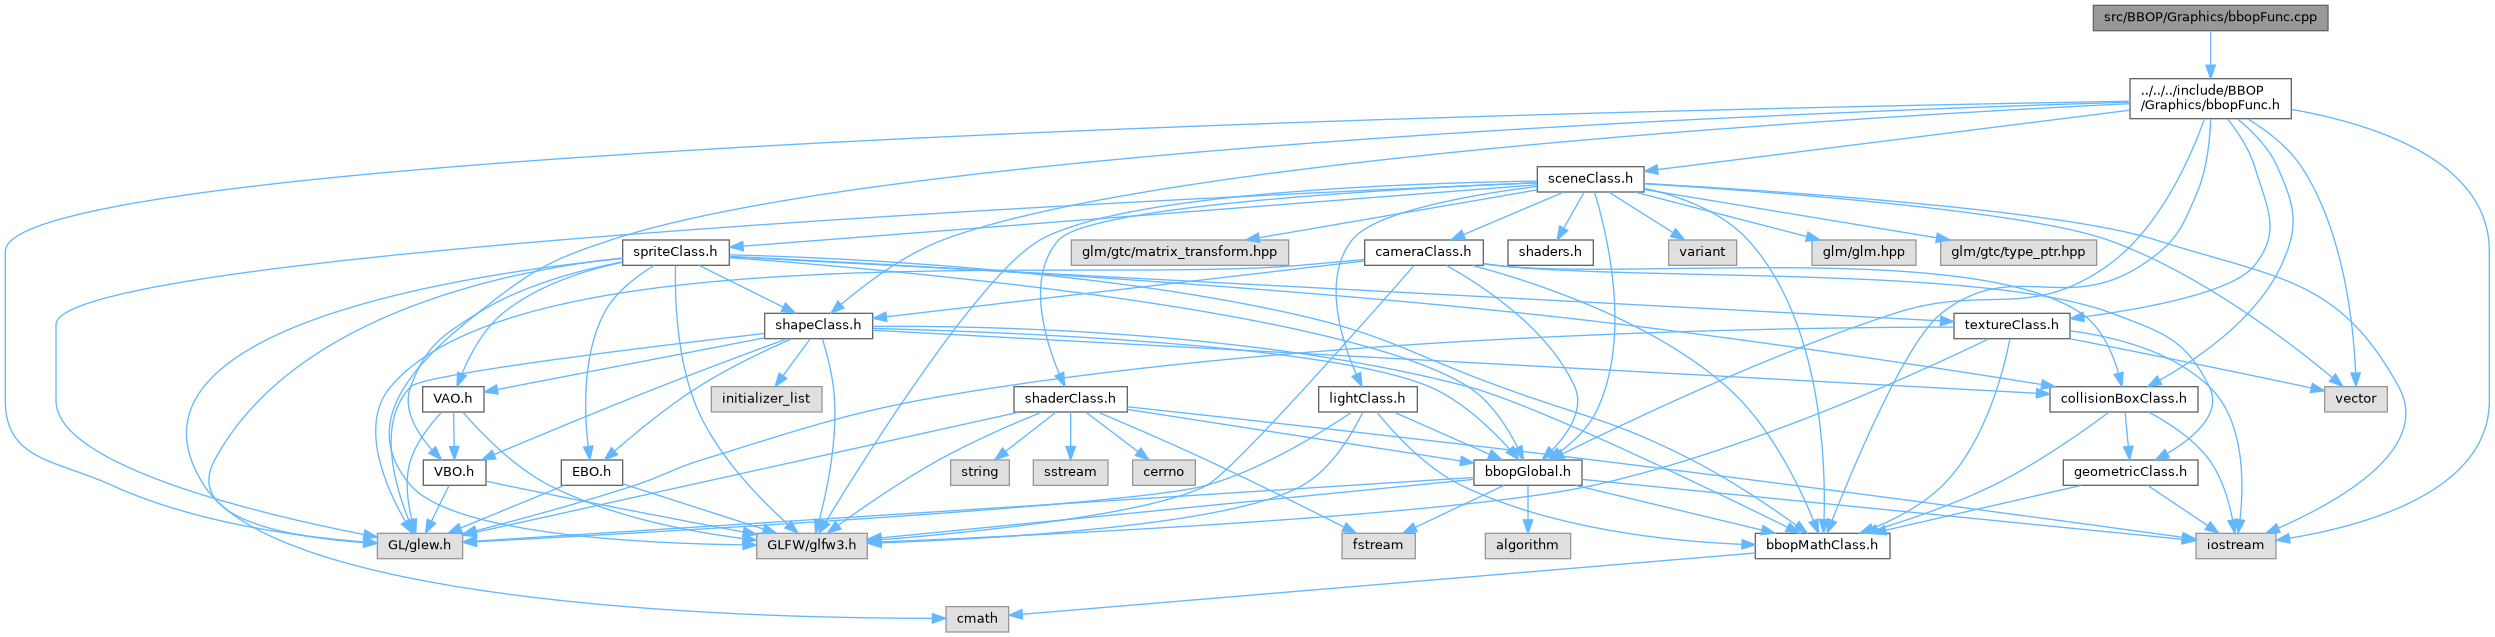 src/BBOP/Graphics/bbopFunc.cpp
../../../include/BBOP
/Graphics/bbopFunc.h
sceneClass.h
spriteClass.h
glm/gtc/matrix_transform.hpp
cameraClass.h
shaders.h
variant
glm/glm.hpp
glm/gtc/type_ptr.hpp
shapeClass.h
textureClass.h
VAO.h
initializer_list
shaderClass.h
lightClass.h
collisionBoxClass.h
vector
VBO.h
EBO.h
string
sstream
cerrno
bbopGlobal.h
geometricClass.h
GL/glew.h
GLFW/glfw3.h
fstream
algorithm
bbopMathClass.h
iostream
cmath